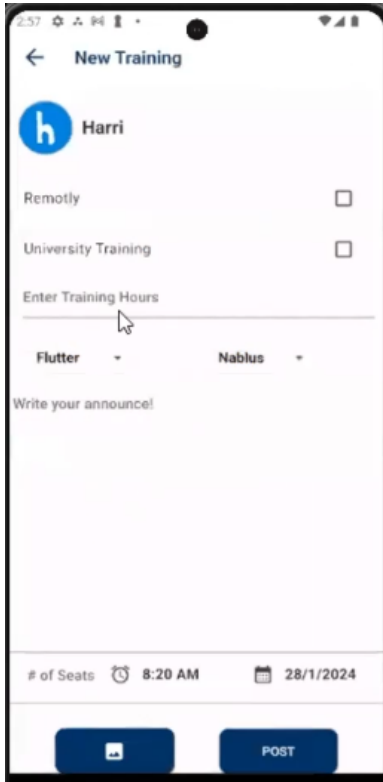 2:57
New Training
h Harri
Remotly
University Training
Enter Training Hours
Flutter Nablus
Write your announce!
# of Seats 8:20 AM 28/1/2024
POST